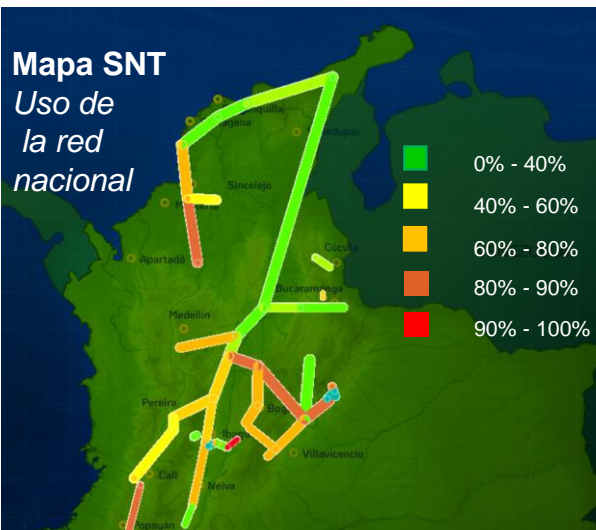 Mapa SNT
Uso de
la red
nacional
0% - 40%
40% - 60%
60% - 80%
80% - 90%
90% - 100%
Sincelejo
Apartadó
Cúcuta
Bucaramanga
Medellín
Pereira
Villavicencio
Cali
Neiva
Popayán